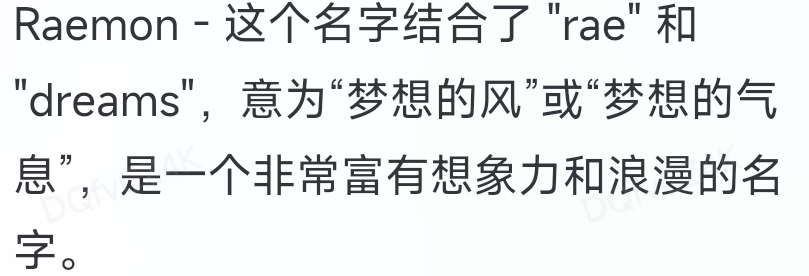 Raemon - 这个名字结合了 "rae" 和
"dreams"，意为“梦想的风”或“梦想的气
息”，是一个非常富有想象力和浪漫的名
字。